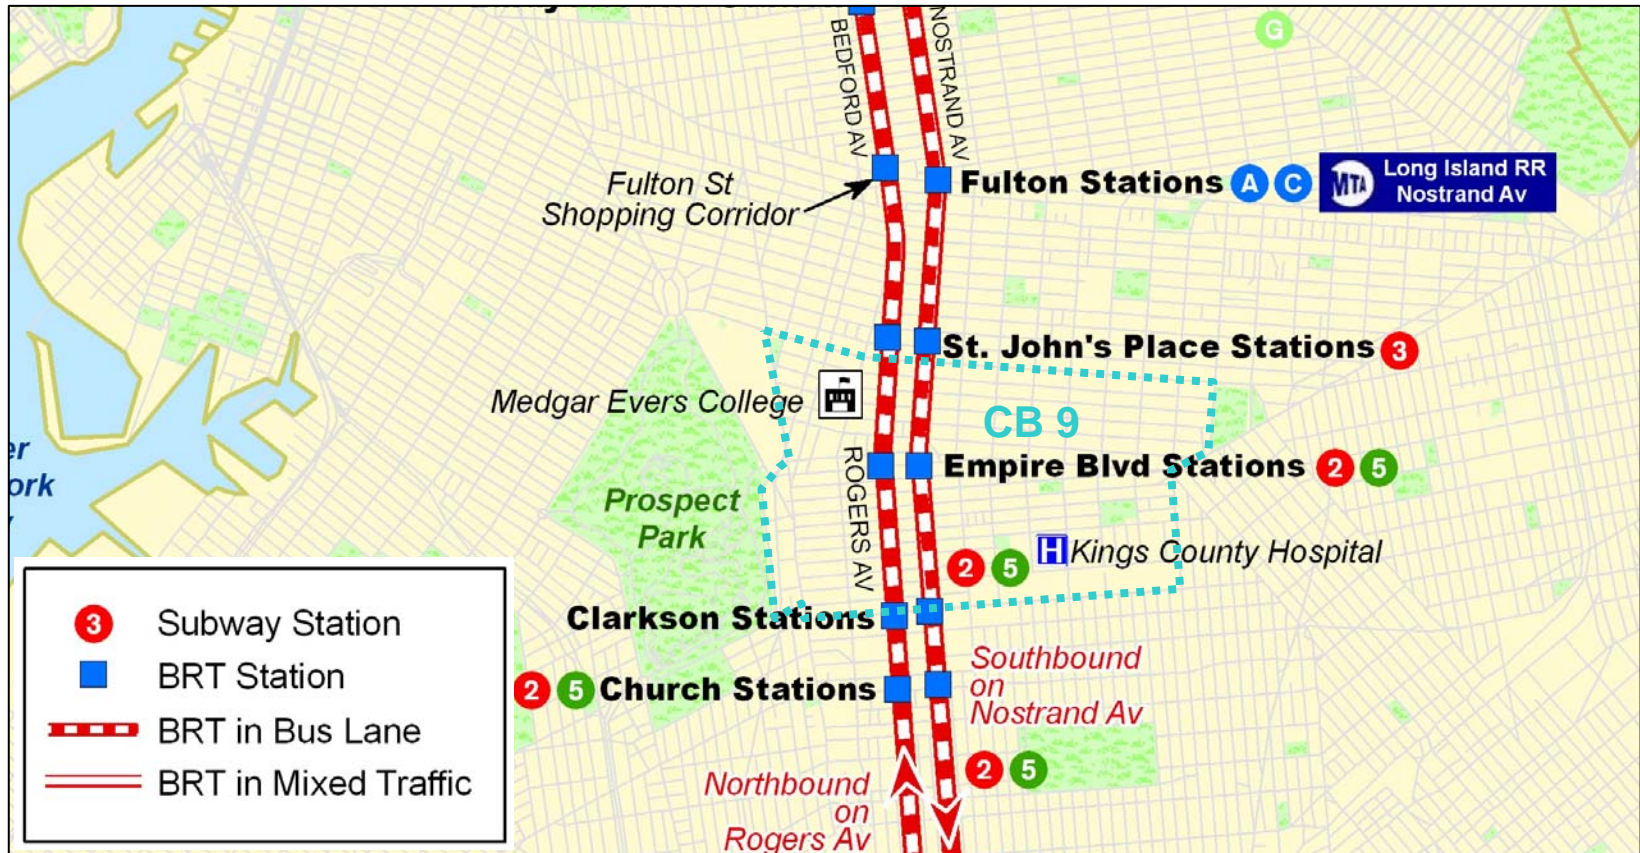 BEDFORD AV
NOSTRAND AV
G
Fulton St
Shopping Corridor
Fulton Stations A C
MTA
Long Island RR
Nostrand Av
St. John's Place Stations 3
Medgar Evers College
CB 9
ROGERS AV
Empire Blvd Stations 2 5
Prospect
Park
2 5
H Kings County Hospital
Clarkson Stations
2 5 Church Stations
Southbound
on
Nostrand Av
2 5
Northbound
on
Rogers Av
er
ork
3 Subway Station
BRT Station
BRT in Bus Lane
BRT in Mixed Traffic